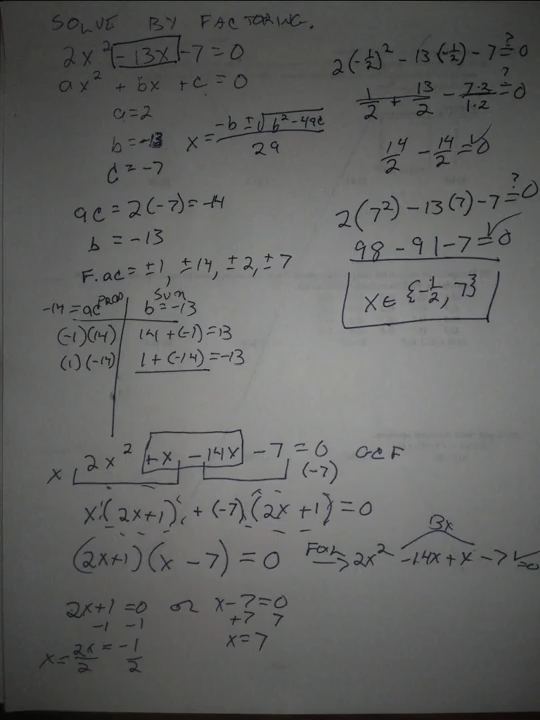 SOLVE BY FACTORING.
2x² - 13x - 7 = 0
ax² + bx + c = 0
a = 2
b = -13
c = -7
x = (-b ± √(b² - 4ac)) / 2a
ac = 2(-7) = -14
b = -13
F. ac = ±1, ±14, ±2, ±7
-14 = ac PROD | SUM b = -13
(-1)(14) | 14 + (-1) = 13
(1)(-14) | 1 + (-14) = -13
x 2x² + x - 14x - 7 = 0 GCF
(-7)
x(2x+1) + (-7)(2x+1) = 0
(2x+1)(x - 7) = 0 → 2x² - 14x + x - 7 = 0 ✓
2x+1 = 0 or x - 7 = 0
-1 -1 +7 7
x = 2x/2 = -1/2 x = 7
2(-1/2)² - 13(-1/2) - 7 ?= 0
1/2 + 13/2 - 7·2/1·2 ?= 0
14/2 - 14/2 = 0 ✓
2(7²) - 13(7) - 7 ?= 0
98 - 91 - 7 = 0 ✓
x ∈ {-1/2, 7}